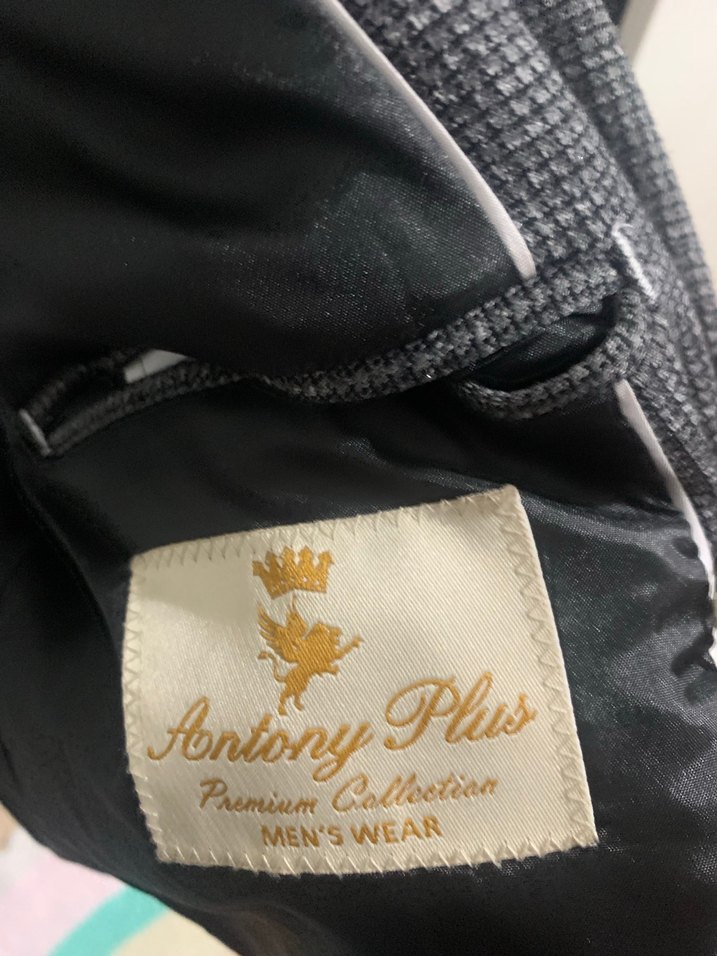 Antony Plus
Premium Collection
MEN'S WEAR